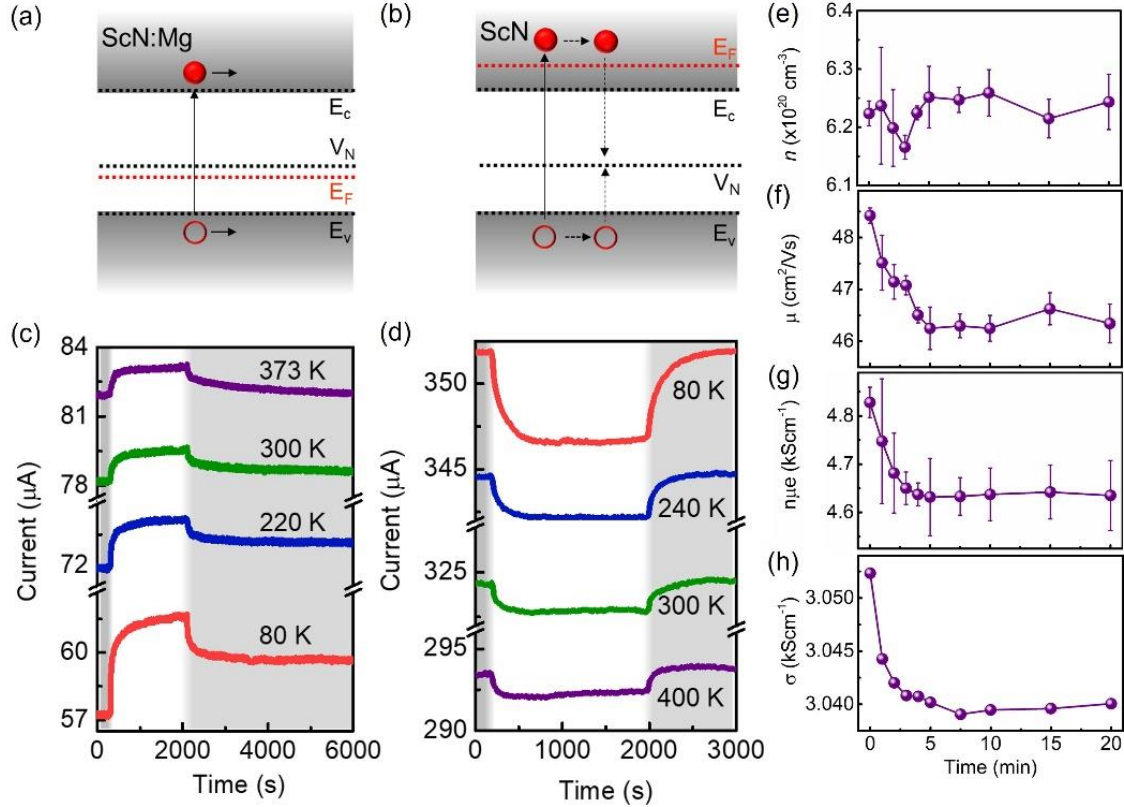 (a)
ScN:Mg
E_c
V_N
E_F
E_v
(b)
ScN
E_F
E_c
V_N
E_v
(c)
84
81
78
72
60
57
Current (μA)
373 K
300 K
220 K
80 K
0 2000 4000 6000
Time (s)
(d)
350
345
325
295
290
Current (μA)
80 K
240 K
300 K
400 K
0 1000 2000 3000
Time (s)
(e)
6.4
6.3
6.2
6.1
n (x10^20 cm^-3)
(f)
48
47
46
μ (cm^2/Vs)
(g)
4.8
4.7
4.6
nμe (kScm^-1)
(h)
3.050
3.045
3.040
σ (kScm^-1)
0 5 10 15 20
Time (min)